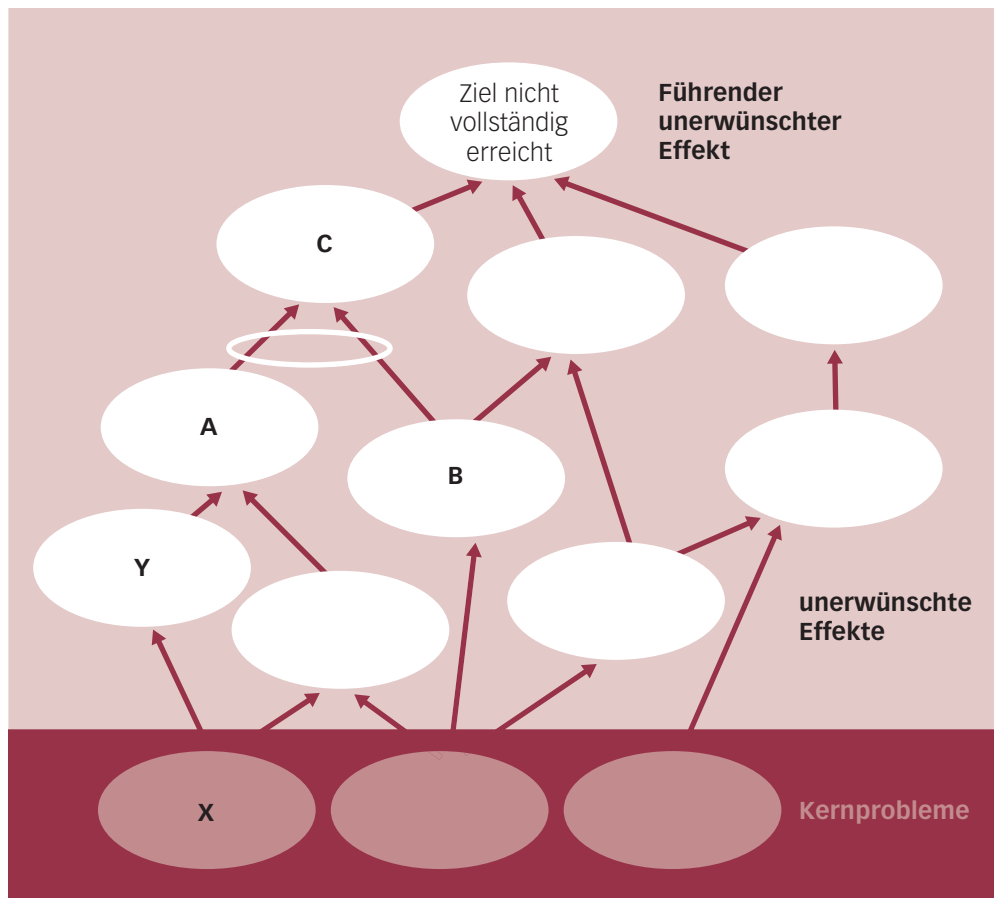 Ziel nicht
vollständig
erreicht
Führender
unerwünschter
Effekt
C
A
B
Y
unerwünschte
Effekte
X
Kernprobleme